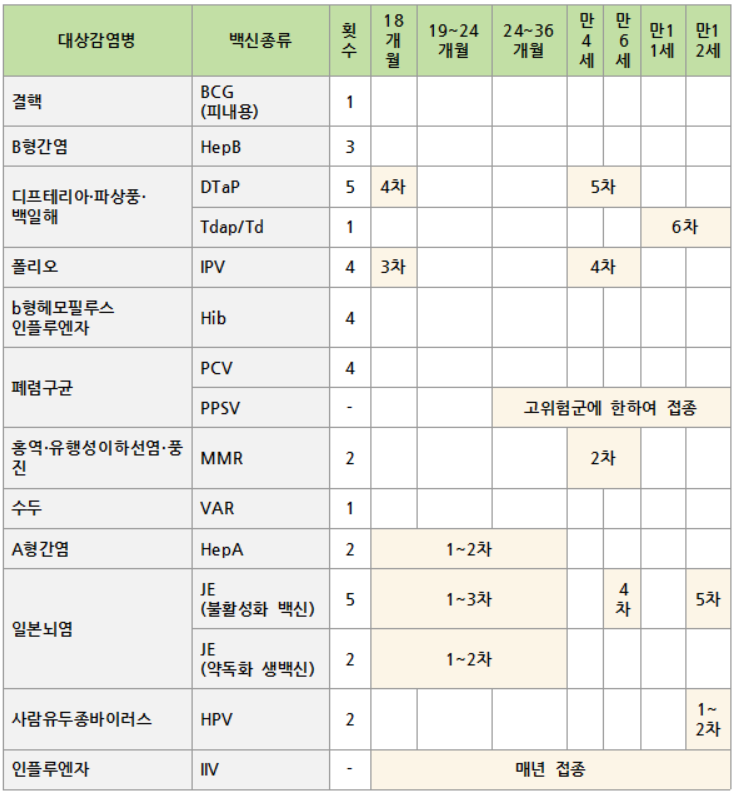 대상감염병 백신종류 횟수 18개월 19~24개월 24~36개월 만4세 만6세 만11세 만12세
결핵 BCG (피내용) 1
B형간염 HepB 3
디프테리아·파상풍·백일해 DTaP 5 4차 5차
Tdap/Td 1 6차
폴리오 IPV 4 3차 4차
b형헤모필루스 인플루엔자 Hib 4
폐렴구균 PCV 4
PPSV - 고위험군에 한하여 접종
홍역·유행성이하선염·풍진 MMR 2 2차
수두 VAR 1
A형간염 HepA 2 1~2차
일본뇌염 JE (불활성화 백신) 5 1~3차 4차 5차
JE (약독화 생백신) 2 1~2차
사람유두종바이러스 HPV 2 1~2차
인플루엔자 IIV - 매년 접종